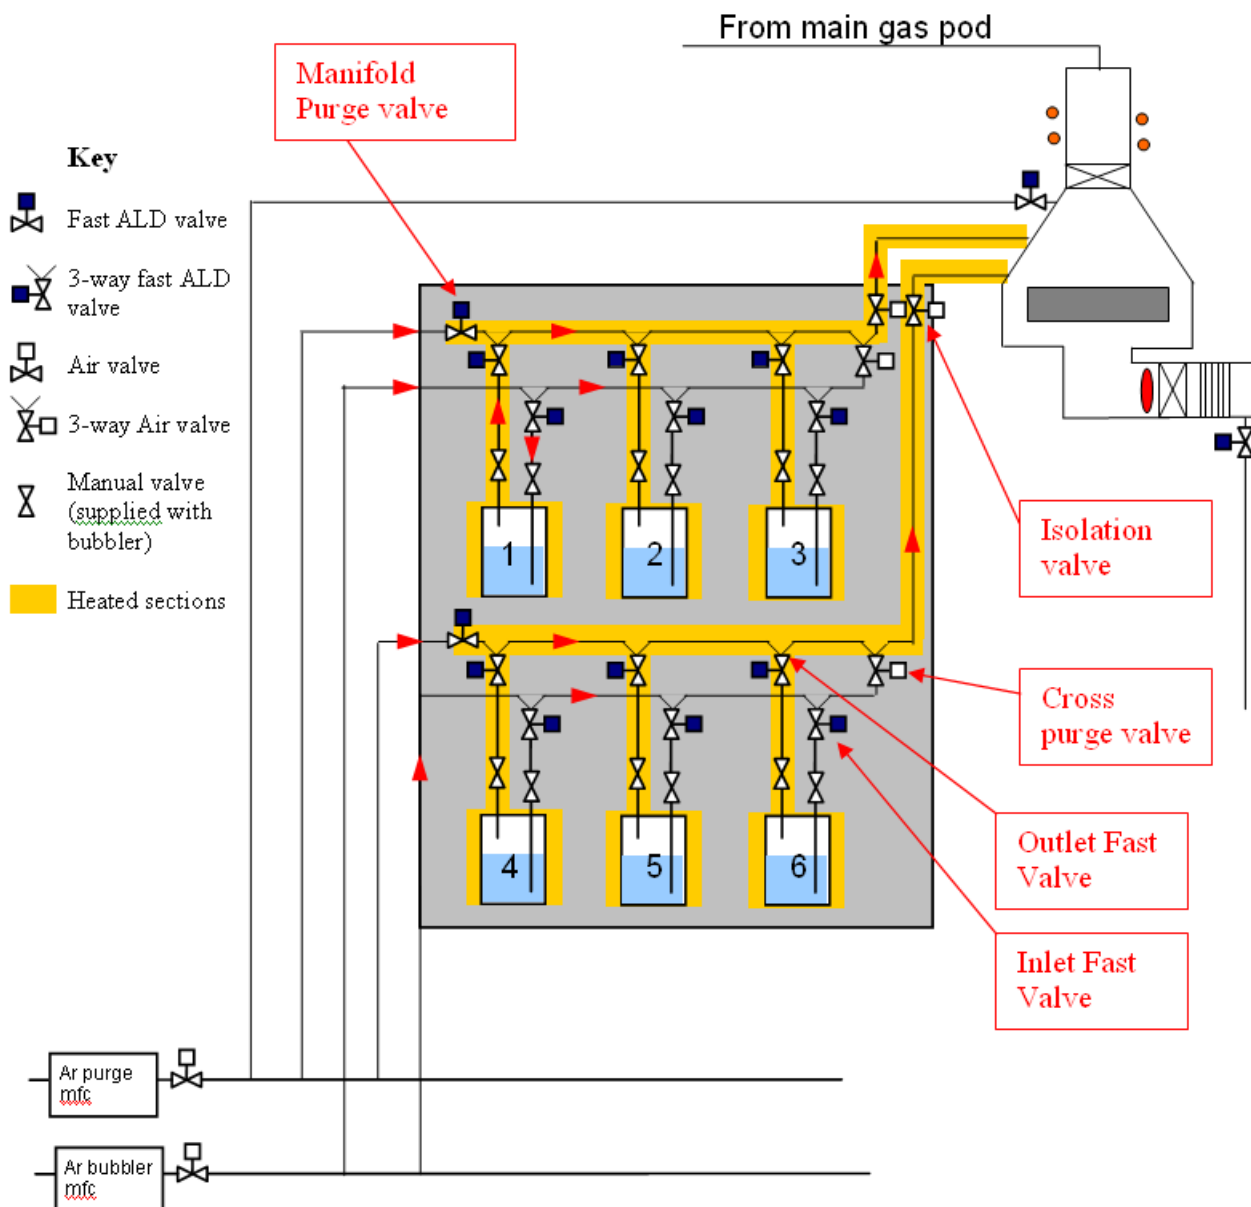 From main gas pod
Manifold
Purge valve
Key
Fast ALD valve
3-way fast ALD
valve
Air valve
3-way Air valve
Manual valve
(supplied with
bubbler)
Heated sections
1
2
3
4
5
6
Isolation
valve
Cross
purge valve
Outlet Fast
Valve
Inlet Fast
Valve
Ar purge
mfc
Ar bubbler
mfc